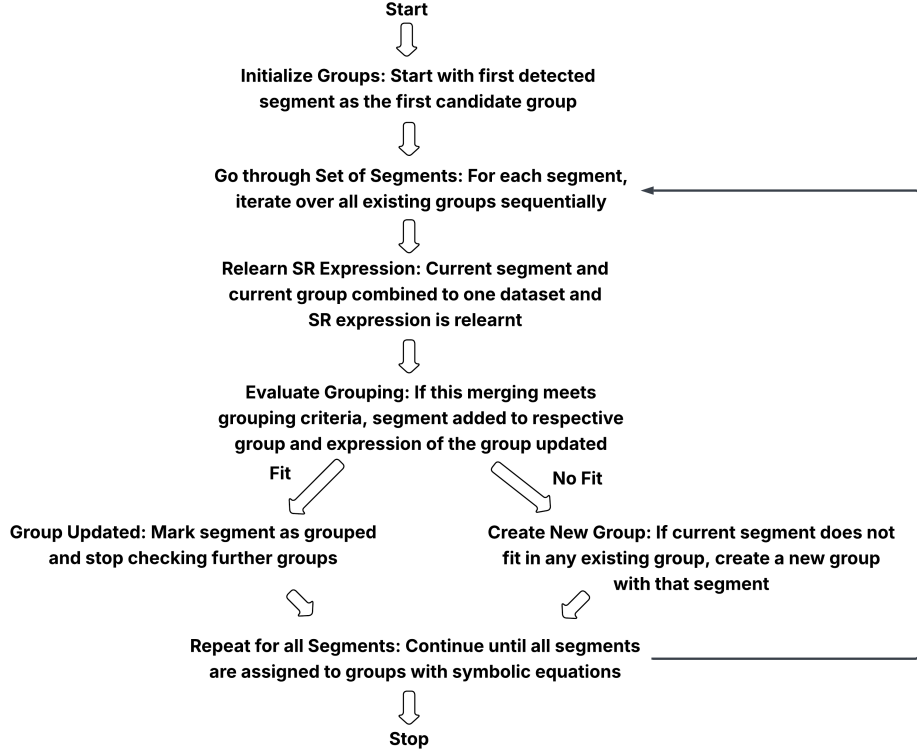 Start
Initialize Groups: Start with first detected
segment as the first candidate group
Go through Set of Segments: For each segment,
iterate over all existing groups sequentially
Relearn SR Expression: Current segment and
current group combined to one dataset and
SR expression is relearnt
Evaluate Grouping: If this merging meets
grouping criteria, segment added to respective
group and expression of the group updated
Fit
No Fit
Group Updated: Mark segment as grouped
and stop checking further groups
Create New Group: If current segment does not
fit in any existing group, create a new group
with that segment
Repeat for all Segments: Continue until all segments
are assigned to groups with symbolic equations
Stop